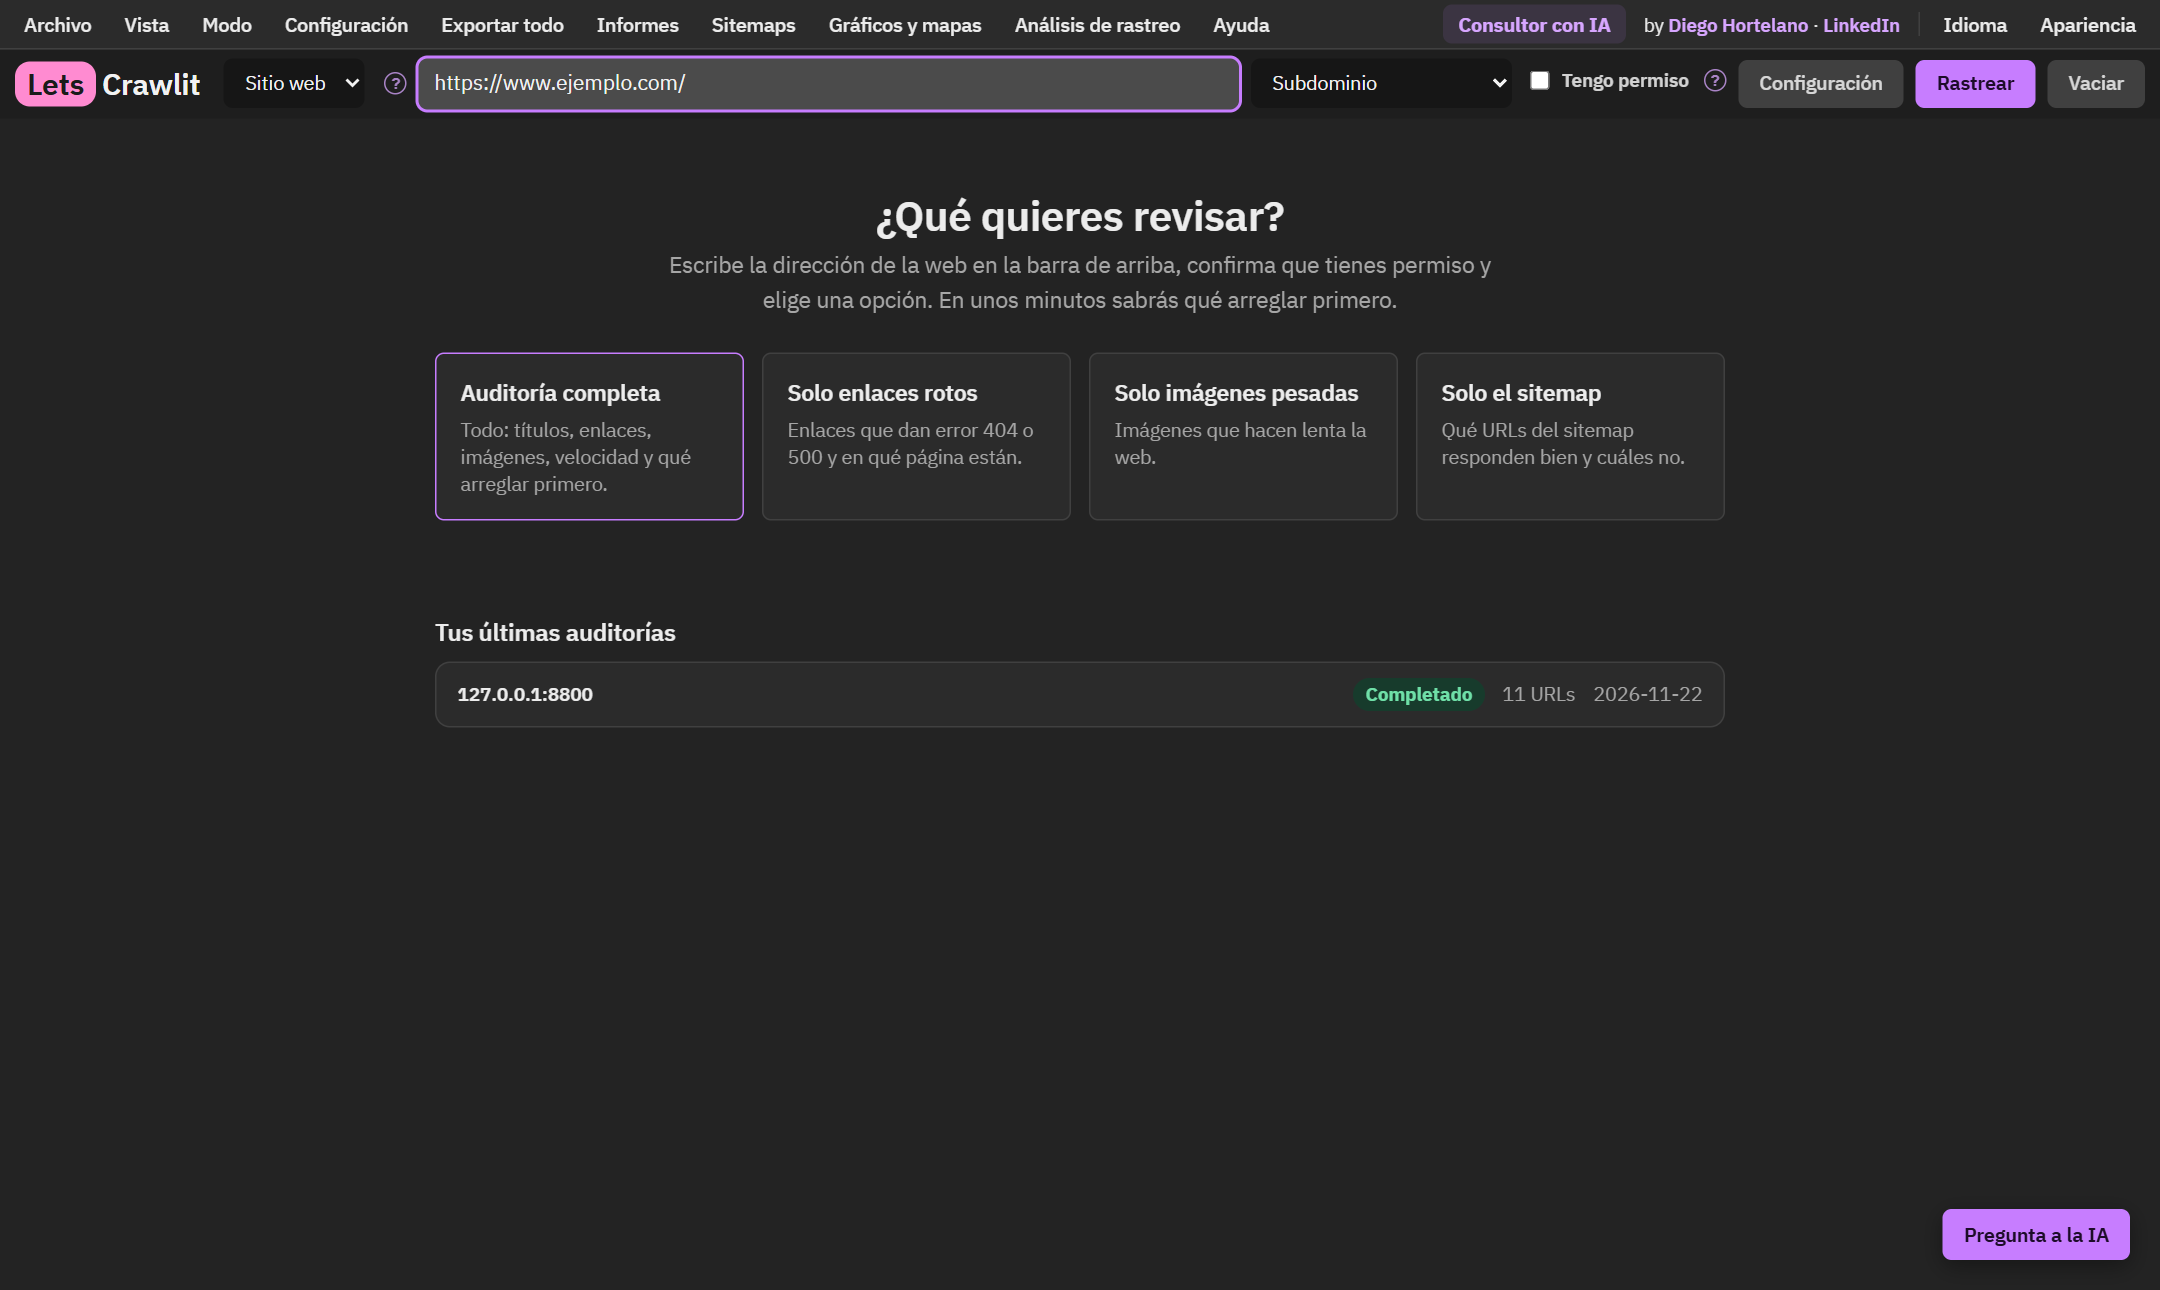 Archivo Vista Modo Configuración Exportar todo Informes Sitemaps Gráficos y mapas Análisis de rastreo Ayuda Consultor con IA by Diego Hortelano · LinkedIn Idioma Apariencia
Lets Crawlit Sitio web ? https://www.ejemplo.com/ Subdominio Tengo permiso ? Configuración Rastrear Vaciar
¿Qué quieres revisar?
Escribe la dirección de la web en la barra de arriba, confirma que tienes permiso y
elige una opción. En unos minutos sabrás qué arreglar primero.
Auditoría completa
Todo: títulos, enlaces,
imágenes, velocidad y qué
arreglar primero.
Solo enlaces rotos
Enlaces que dan error 404 o
500 y en qué página están.
Solo imágenes pesadas
Imágenes que hacen lenta la
web.
Solo el sitemap
Qué URLs del sitemap
responden bien y cuáles no.
Tus últimas auditorías
127.0.0.1:8800 Completado 11 URLs 2026-11-22
Pregunta a la IA